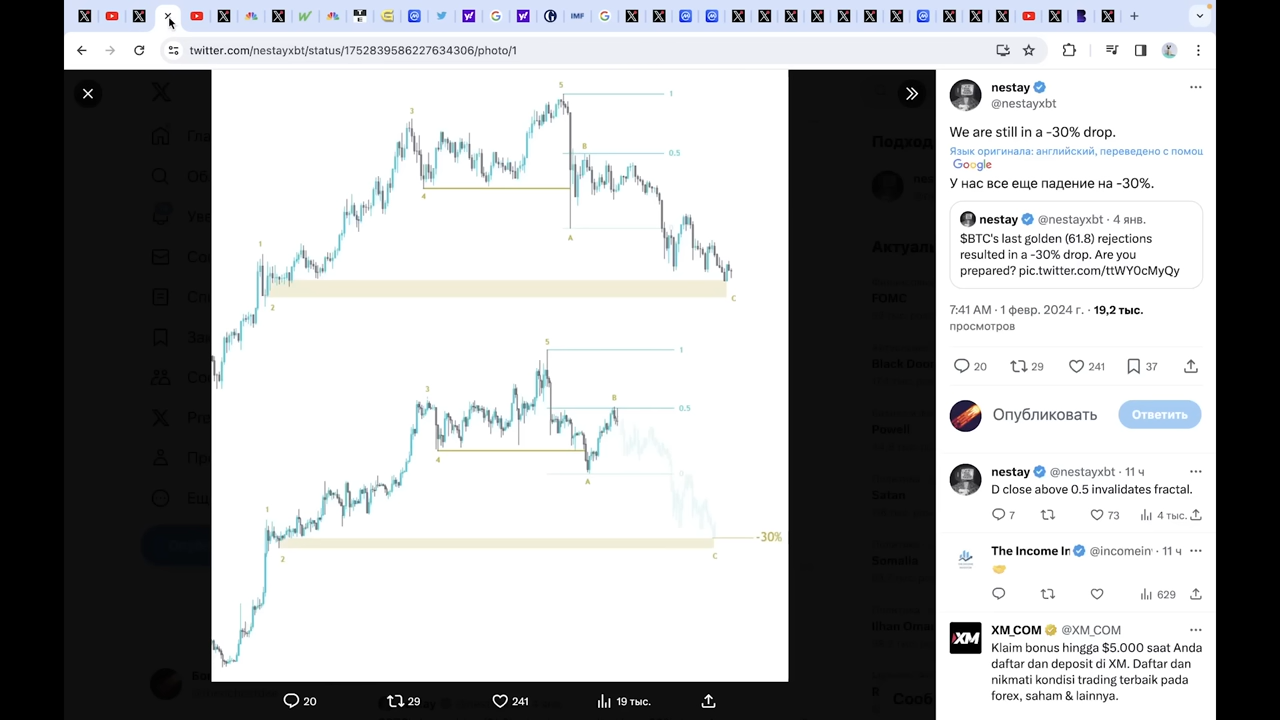 twitter.com/nestayxbt/status/1752839586227634306/photo/1
5
1
3
B
0.5
4
A
1
2
C
5
1
3
B
0.5
4
A
1
2
-30%
C
20
29
241
19 тыс.
nestay
@nestayxbt
We are still in a -30% drop.
Язык оригинала: английский, переведено с помощ
Google
У нас все еще падение на -30%.
nestay @nestayxbt · 4 янв.
$BTC's last golden (61.8) rejections
resulted in a -30% drop. Are you
prepared? pic.twitter.com/ttWY0cMyQy
7:41 AM · 1 февр. 2024 г. · 19,2 тыс.
просмотров
20
29
241
37
Опубликовать
Ответить
nestay @nestayxbt · 11 ч
D close above 0.5 invalidates fractal.
7
73
4 тыс.
The Income In @incomein · 11 ч
629
XM
XM_COM @XM_COM
Klaim bonus hingga $5.000 saat Anda
daftar dan deposit di XM. Daftar dan
nikmati kondisi trading terbaik pada
forex, saham & lainnya.